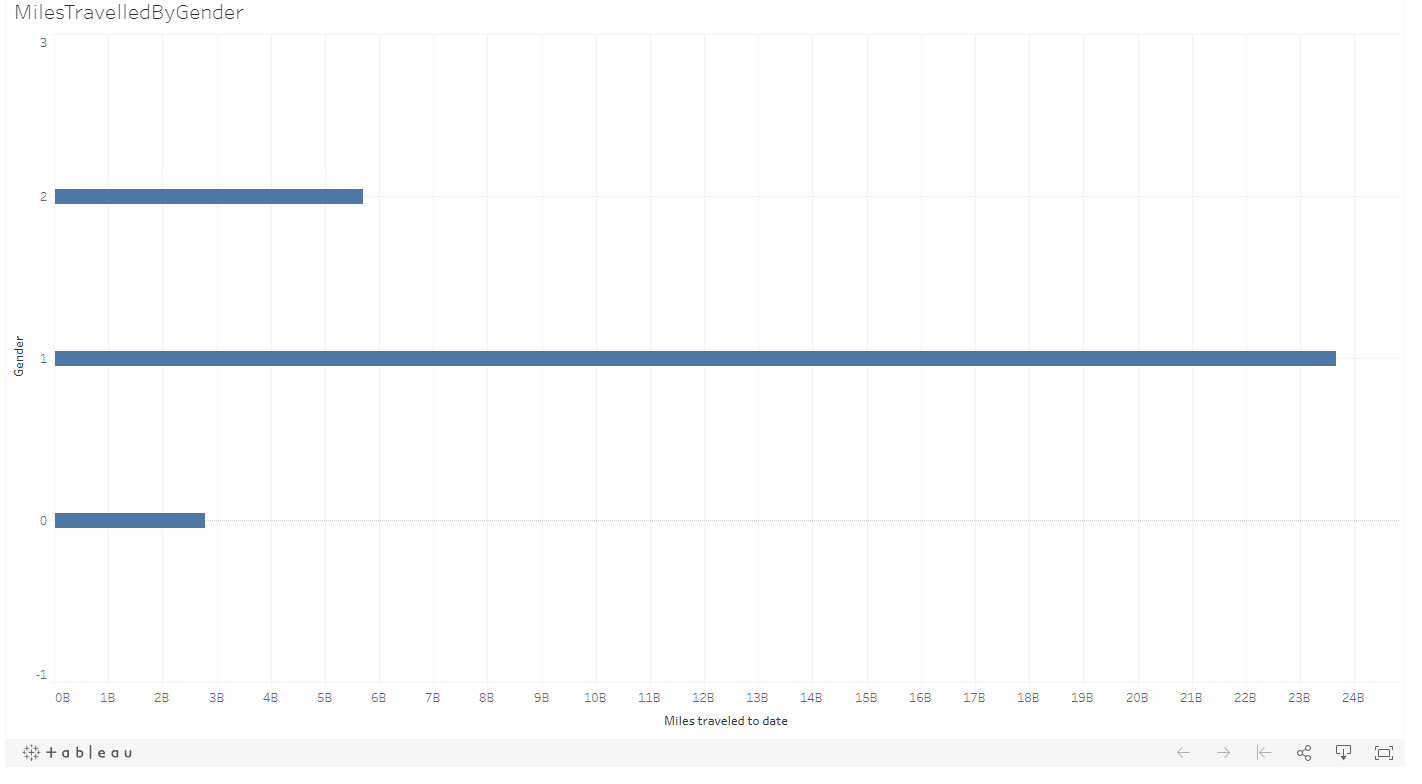 MilesTravelledByGender
3
2
1
0
-1
Gender
0B 1B 2B 3B 4B 5B 6B 7B 8B 9B 10B 11B 12B 13B 14B 15B 16B 17B 18B 19B 20B 21B 22B 23B 24B
Miles traveled to date
+ a b l e a u